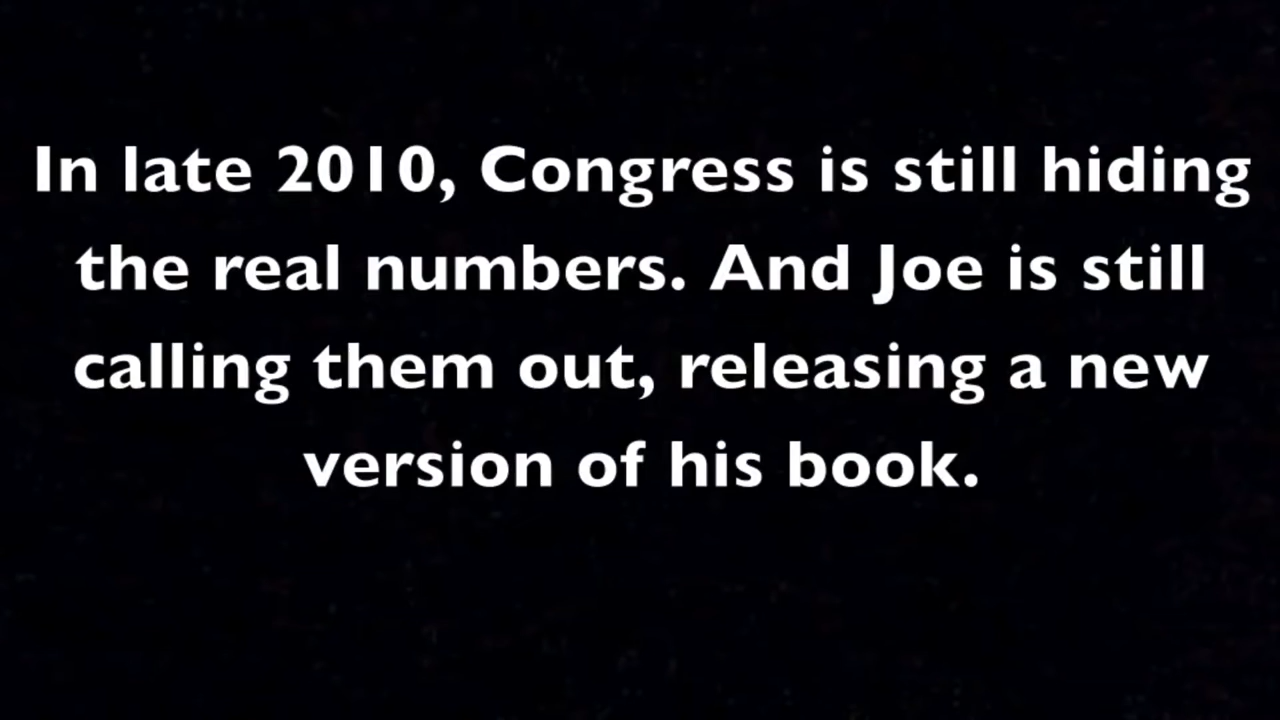 In late 2010, Congress is still hiding
the real numbers. And Joe is still
calling them out, releasing a new
version of his book.